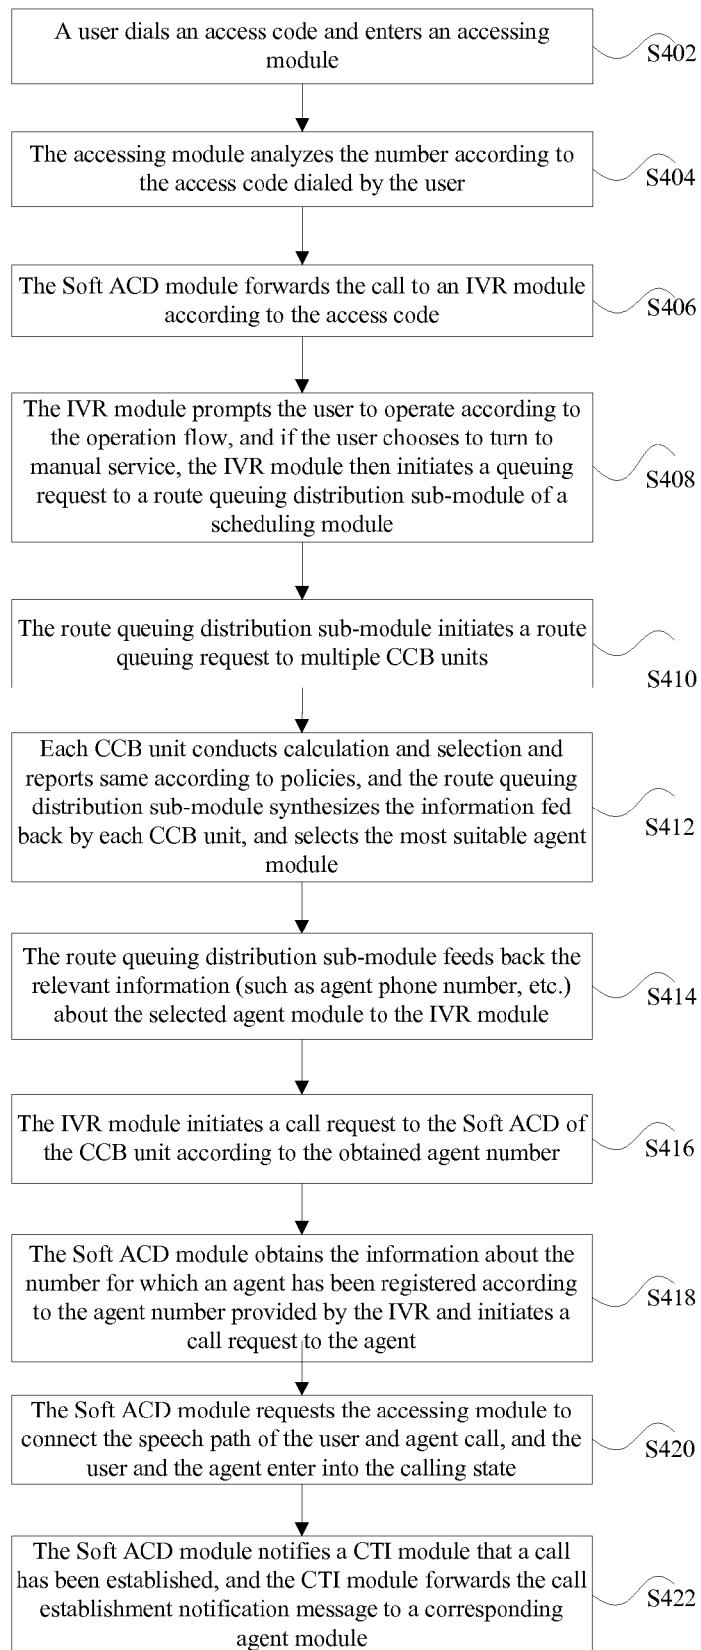 A user dials an access code and enters an accessing
module
S402
The accessing module analyzes the number according to
the access code dialed by the user
S404
The Soft ACD module forwards the call to an IVR module
according to the access code
S406
The IVR module prompts the user to operate according to
the operation flow, and if the user chooses to turn to
manual service, the IVR module then initiates a queuing
request to a route queuing distribution sub-module of a
scheduling module
S408
The route queuing distribution sub-module initiates a route
queuing request to multiple CCB units
S410
Each CCB unit conducts calculation and selection and
reports same according to policies, and the route queuing
distribution sub-module synthesizes the information fed
back by each CCB unit, and selects the most suitable agent
module
S412
The route queuing distribution sub-module feeds back the
relevant information (such as agent phone number, etc.)
about the selected agent module to the IVR module
S414
The IVR module initiates a call request to the Soft ACD of
the CCB unit according to the obtained agent number
S416
The Soft ACD module obtains the information about the
number for which an agent has been registered according
to the agent number provided by the IVR and initiates a
call request to the agent
S418
The Soft ACD module requests the accessing module to
connect the speech path of the user and agent call, and the
user and the agent enter into the calling state
S420
The Soft ACD module notifies a CTI module that a call
has been established, and the CTI module forwards the call
establishment notification message to a corresponding
agent module
S422